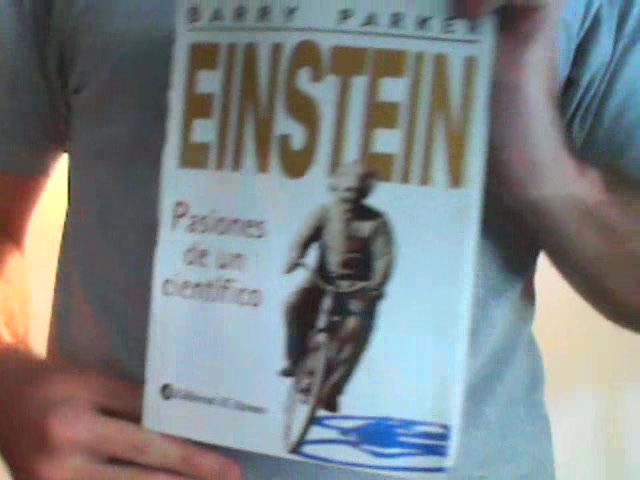 BARRY PARKER
EINSTEIN
Pasiones
de un
científico